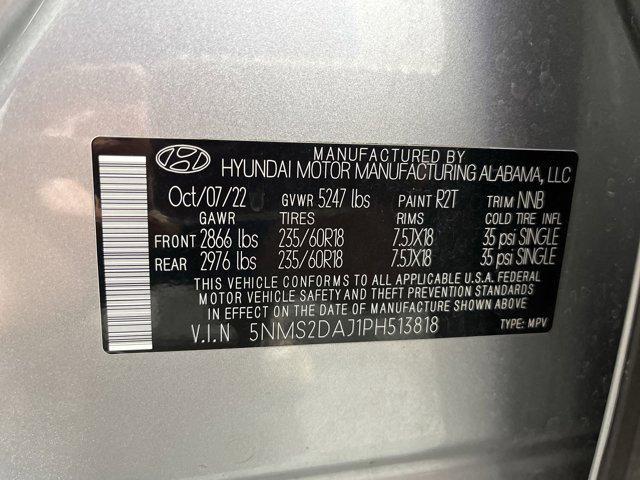 MANUFACTURED BY
HYUNDAI MOTOR MANUFACTURING ALABAMA, LLC
Oct/07/22 GVWR 5247 lbs PAINT R2T TRIM NNB
GAWR TIRES RIMS COLD TIRE INFL
FRONT 2866 lbs 235/60R18 7.5JX18 35 psi SINGLE
REAR 2976 lbs 235/60R18 7.5JX18 35 psi SINGLE
THIS VEHICLE CONFORMS TO ALL APPLICABLE U.S.A. FEDERAL
MOTOR VEHICLE SAFETY AND THEFT PREVENTION STANDARDS
IN EFFECT ON THE DATE OF MANUFACTURE SHOWN ABOVE.
V.I.N 5NMS2DAJ1PH513818 TYPE: MPV